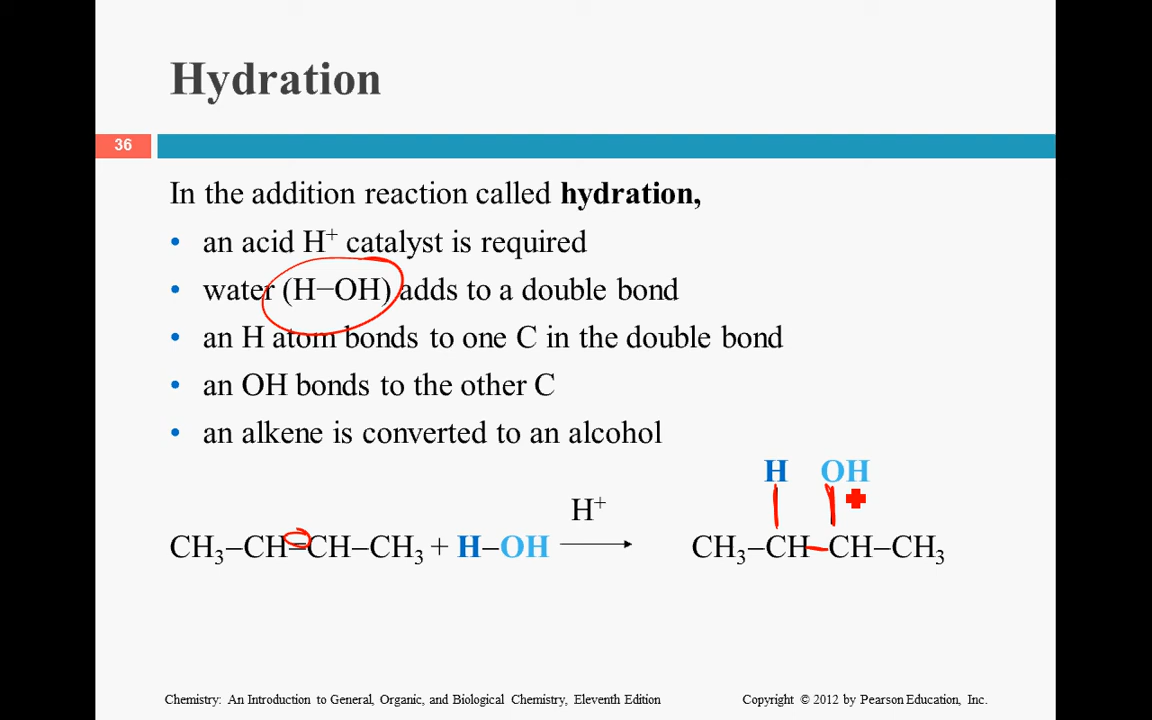 Hydration
36
In the addition reaction called hydration,
• an acid H⁺ catalyst is required
• water (H−OH) adds to a double bond
• an H atom bonds to one C in the double bond
• an OH bonds to the other C
• an alkene is converted to an alcohol
H OH
H⁺
CH₃−CH=CH−CH₃ + H−OH → CH₃−CH−CH−CH₃
Chemistry: An Introduction to General, Organic, and Biological Chemistry, Eleventh Edition
Copyright © 2012 by Pearson Education, Inc.